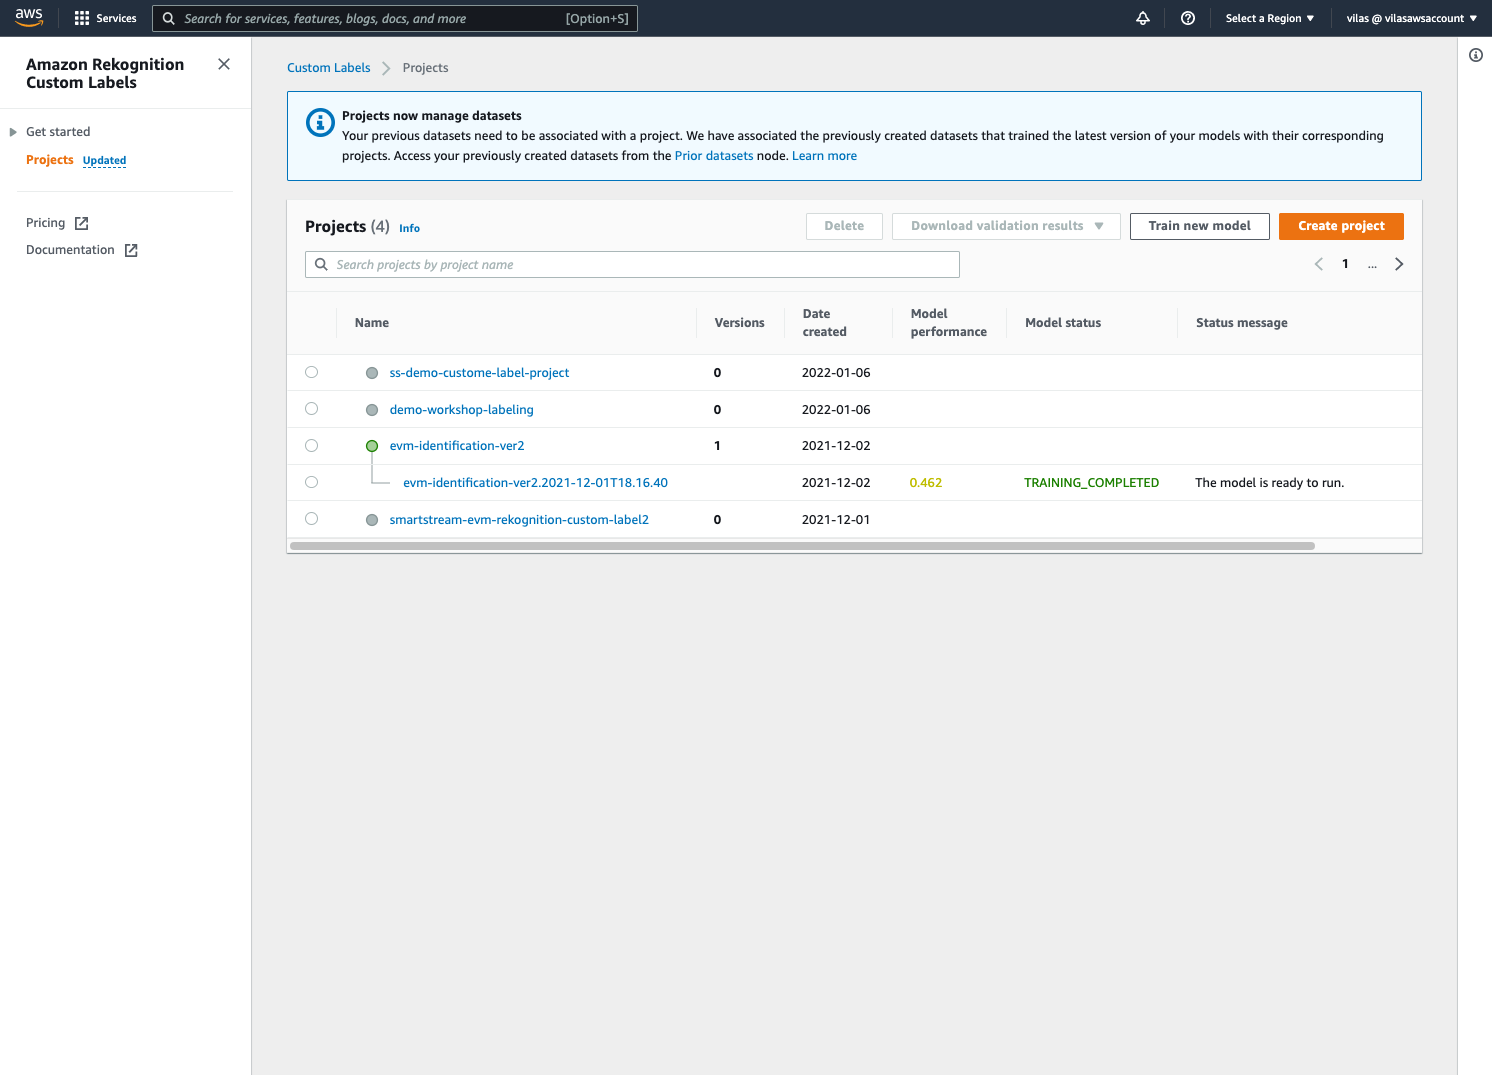 aws
Services
Search for services, features, blogs, docs, and more
[Option+S]
Select a Region ▼
vilas @ vilasawsaccount ▼
Amazon Rekognition
Custom Labels
Get started
Projects Updated
Pricing
Documentation
Custom Labels > Projects
Projects now manage datasets
Your previous datasets need to be associated with a project. We have associated the previously created datasets that trained the latest version of your models with their corresponding
projects. Access your previously created datasets from the Prior datasets node. Learn more
Projects (4) Info
Delete
Download validation results ▼
Train new model
Create project
Search projects by project name
< 1 ... >
Name
Versions
Date
created
Model
performance
Model status
Status message
ss-demo-custome-label-project 0 2022-01-06
demo-workshop-labeling 0 2022-01-06
evm-identification-ver2 1 2021-12-02
evm-identification-ver2.2021-12-01T18.16.40 2021-12-02 0.462 TRAINING_COMPLETED The model is ready to run.
smartstream-evm-rekognition-custom-label2 0 2021-12-01